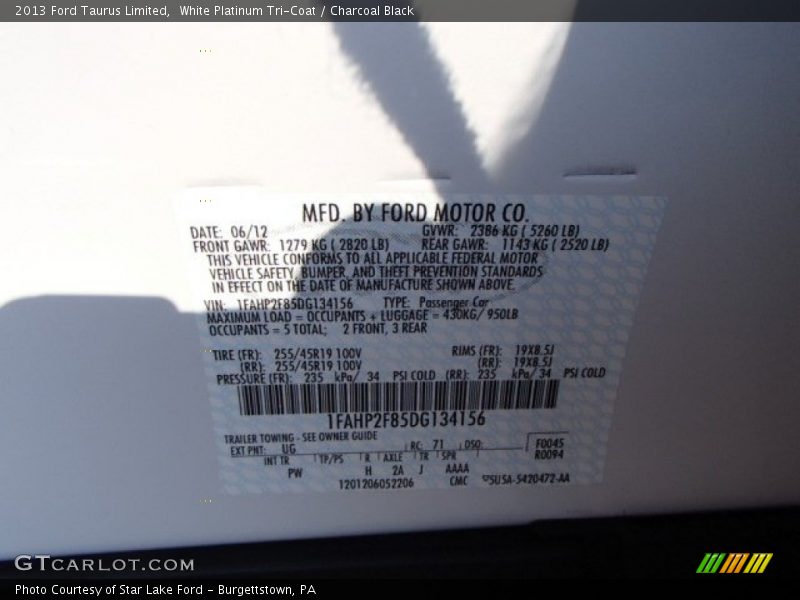 2013 Ford Taurus Limited,  White Platinum Tri-Coat / Charcoal Black
MFD. BY FORD MOTOR CO.
DATE: 06/12 GVWR: 2386 KG ( 5260 LB)
FRONT GAWR: 1279 KG ( 2820 LB) REAR GAWR: 1143 KG ( 2520 LB)
THIS VEHICLE CONFORMS TO ALL APPLICABLE FEDERAL MOTOR
VEHICLE SAFETY, BUMPER, AND THEFT PREVENTION STANDARDS
IN EFFECT ON THE DATE OF MANUFACTURE SHOWN ABOVE.
VIN: 1FAHP2F85DG134156 TYPE: Passenger Car
MAXIMUM LOAD = OCCUPANTS + LUGGAGE = 430KG/ 950LB
OCCUPANTS = 5 TOTAL; 2 FRONT, 3 REAR
TIRE (FR): 255/45R19 100V RIMS (FR): 19X8.5J
(RR): 255/45R19 100V (RR): 19X8.5J
PRESSURE (FR): 235 kPa/ 34 PSI COLD (RR): 235 kPa/ 34 PSI COLD
1FAHP2F85DG134156
TRAILER TOWING - SEE OWNER GUIDE
EXT PNT: UG RC: 71 DSO: F0045
R0094
INT TR TP/PS R AXLE TR SPR
PW H 2A J AAAA
1201206052206 CMC 5U5A-5420472-AA
GTCARLOT.COM
Photo Courtesy of Star Lake Ford - Burgettstown, PA